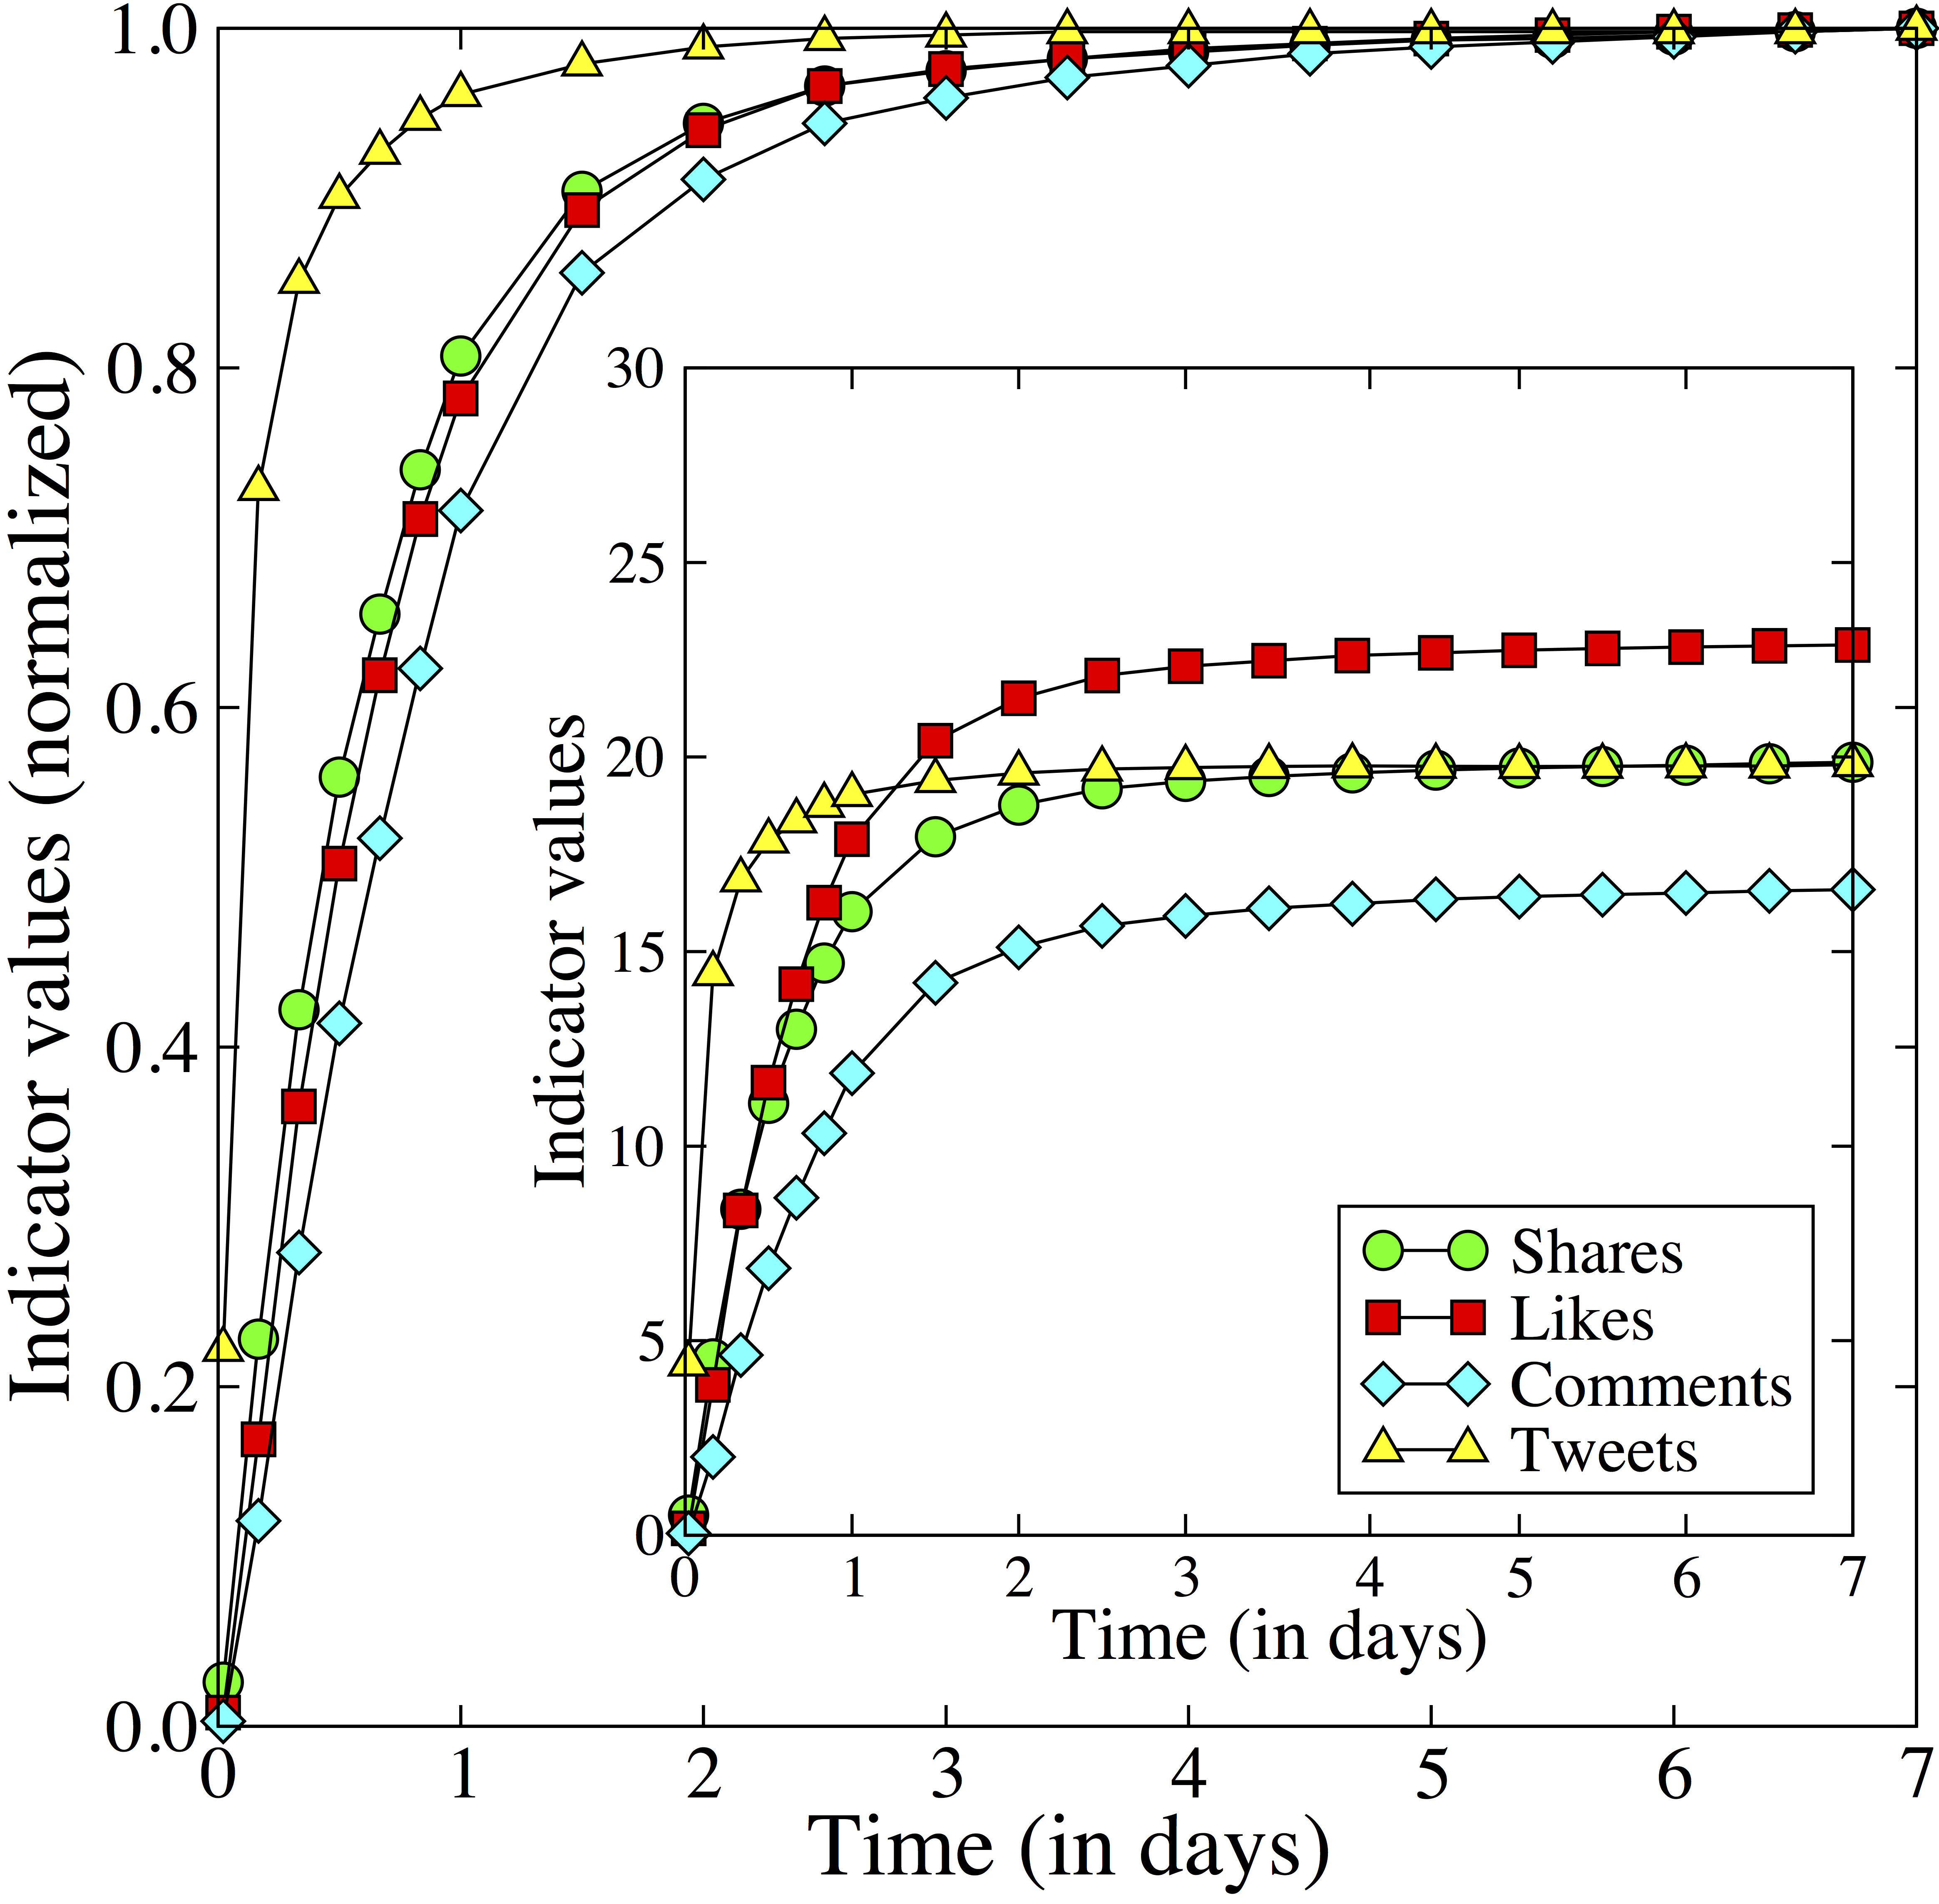 Indicator values (normalized)
1.0
0.8
0.6
0.4
0.2
0.0
0 1 2 3 4 5 6 7
Time (in days)
Indicator values
30
25
20
15
10
5
0
0 1 2 3 4 5 6 7
Time (in days)
Shares
Likes
Comments
Tweets